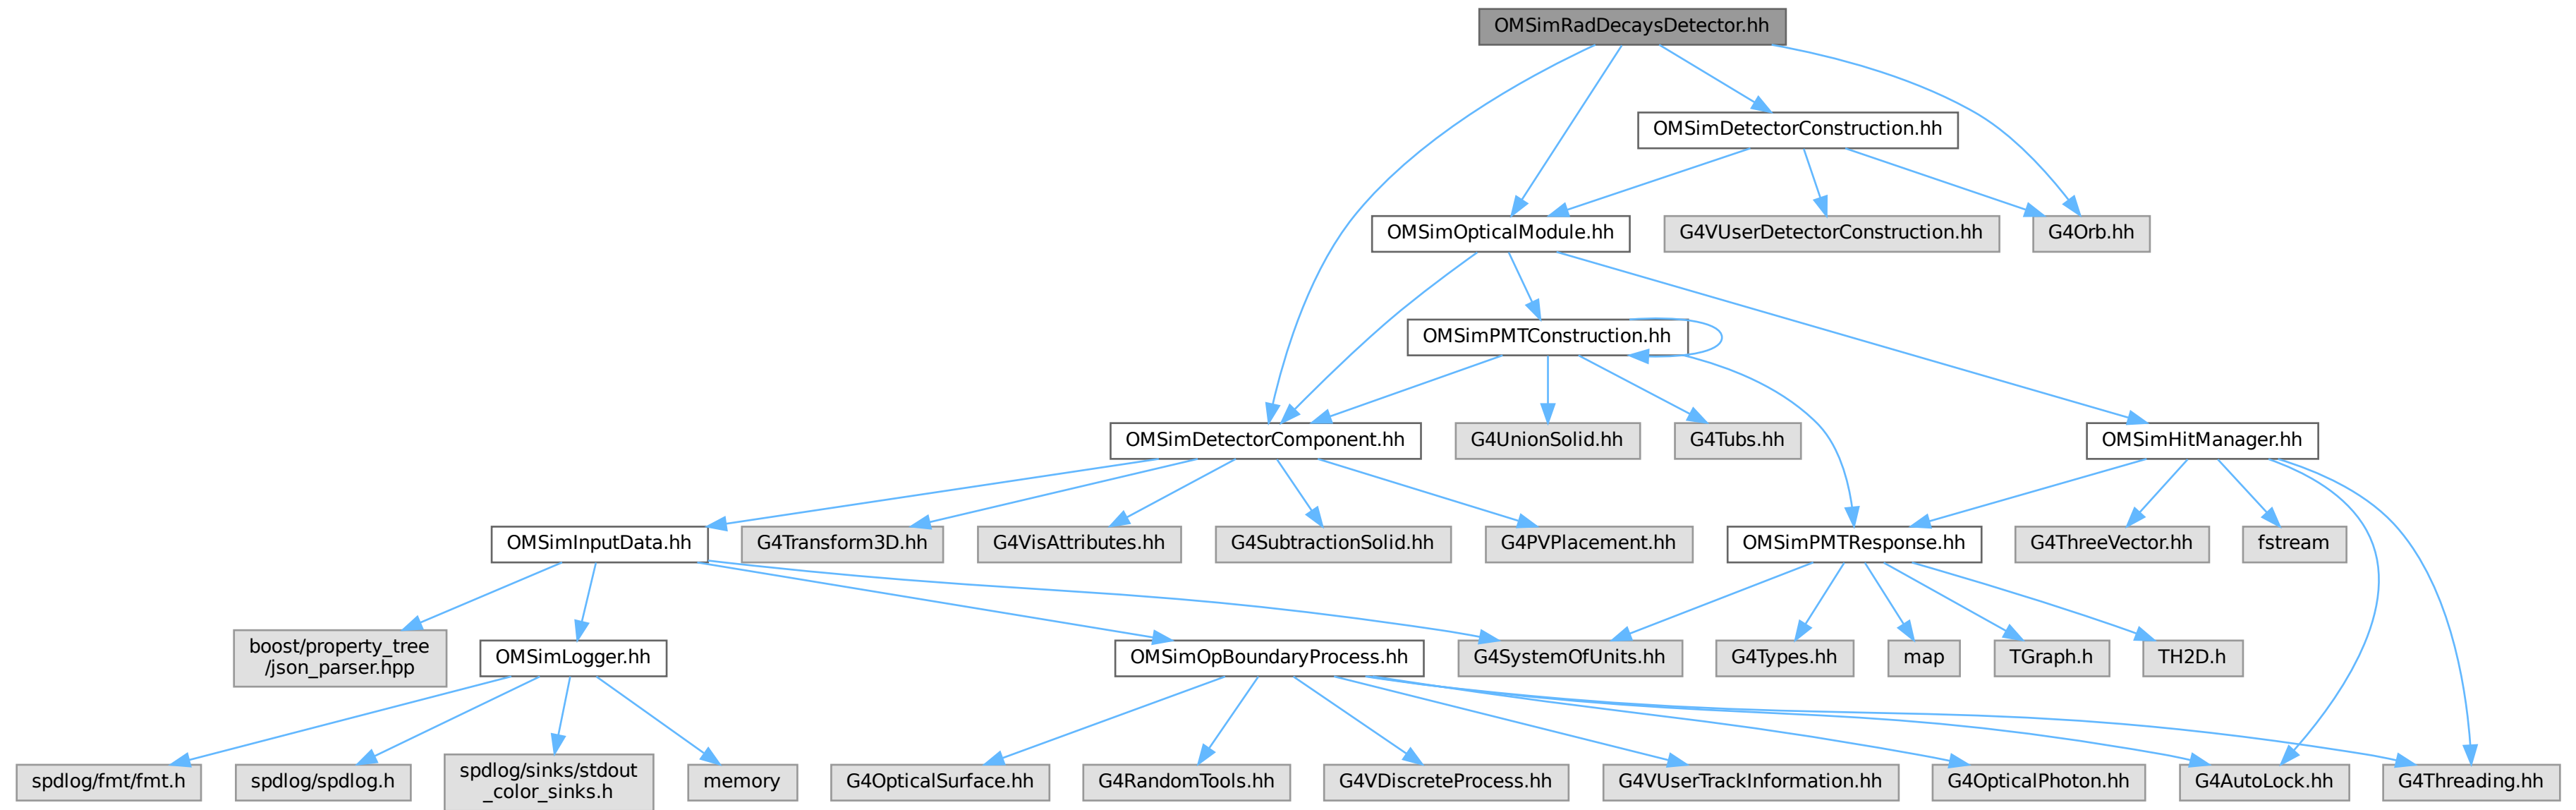 OMSimRadDecaysDetector.hh
OMSimDetectorConstruction.hh
OMSimOpticalModule.hh
G4VUserDetectorConstruction.hh
G4Orb.hh
OMSimPMTConstruction.hh
OMSimDetectorComponent.hh
G4UnionSolid.hh
G4Tubs.hh
OMSimHitManager.hh
OMSimInputData.hh
G4Transform3D.hh
G4VisAttributes.hh
G4SubtractionSolid.hh
G4PVPlacement.hh
OMSimPMTResponse.hh
G4ThreeVector.hh
fstream
boost/property_tree
/json_parser.hpp
OMSimLogger.hh
OMSimOpBoundaryProcess.hh
G4SystemOfUnits.hh
G4Types.hh
map
TGraph.h
TH2D.h
spdlog/fmt/fmt.h
spdlog/spdlog.h
spdlog/sinks/stdout
_color_sinks.h
memory
G4OpticalSurface.hh
G4RandomTools.hh
G4VDiscreteProcess.hh
G4VUserTrackInformation.hh
G4OpticalPhoton.hh
G4AutoLock.hh
G4Threading.hh